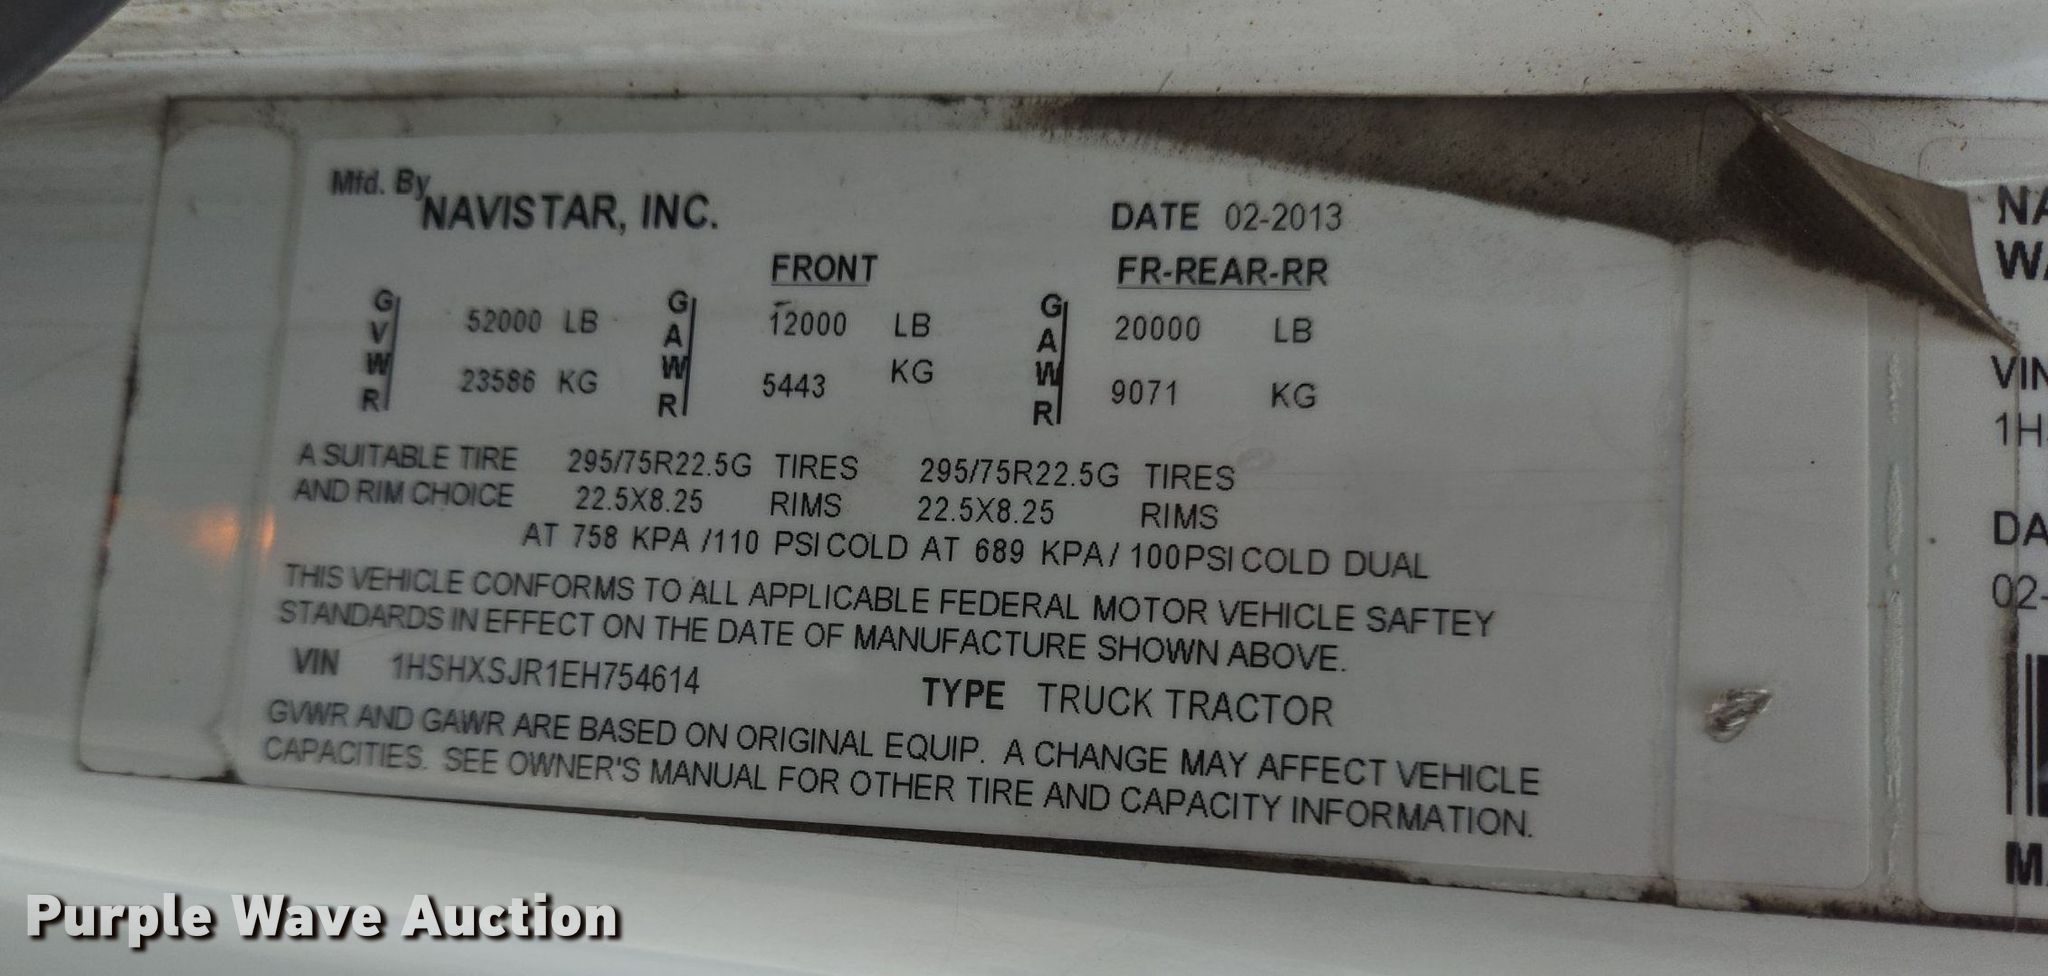 Mfd. By
NAVISTAR, INC.
DATE 02-2013
FRONT
FR-REAR-RR
GVWR 52000 LB GAWR 12000 LB GAWR 20000 LB
23586 KG 5443 KG 9071 KG
A SUITABLE TIRE 295/75R22.5G TIRES 295/75R22.5G TIRES
AND RIM CHOICE 22.5X8.25 RIMS 22.5X8.25 RIMS
AT 758 KPA /110 PSI COLD AT 689 KPA/ 100PSI COLD DUAL
THIS VEHICLE CONFORMS TO ALL APPLICABLE FEDERAL MOTOR VEHICLE SAFTEY
STANDARDS IN EFFECT ON THE DATE OF MANUFACTURE SHOWN ABOVE.
VIN 1HSHXSJR1EH754614 TYPE TRUCK TRACTOR
GVWR AND GAWR ARE BASED ON ORIGINAL EQUIP. A CHANGE MAY AFFECT VEHICLE
CAPACITIES. SEE OWNER'S MANUAL FOR OTHER TIRE AND CAPACITY INFORMATION.
VIN
1H
DA
02-
Purple Wave Auction